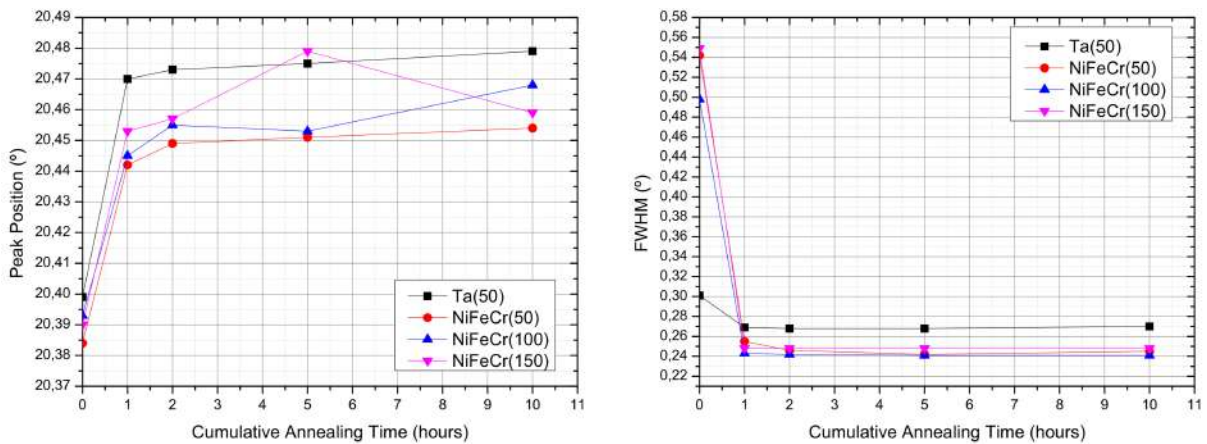 20,49
20,48
20,47
20,46
20,45
20,44
20,43
20,42
20,41
20,40
20,39
20,38
20,37
Peak Position (º)
0 1 2 3 4 5 6 7 8 9 10 11
Cumulative Annealing Time (hours)
Ta(50)
NiFeCr(50)
NiFeCr(100)
NiFeCr(150)
0,58
0,56
0,54
0,52
0,50
0,48
0,46
0,44
0,42
0,40
0,38
0,36
0,34
0,32
0,30
0,28
0,26
0,24
0,22
FWHM (º)
0 1 2 3 4 5 6 7 8 9 10 11
Cumulative Annealing Time (hours)
Ta(50)
NiFeCr(50)
NiFeCr(100)
NiFeCr(150)